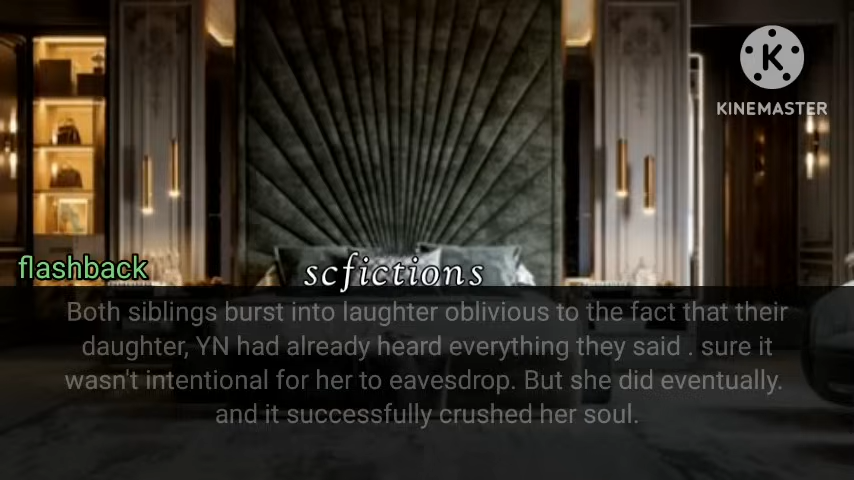 KINEMASTER
flashback
scfictions
Both siblings burst into laughter oblivious to the fact that their
daughter, YN had already heard everything they said . sure it
wasn't intentional for her to eavesdrop. But she did eventually.
and it successfully crushed her soul.